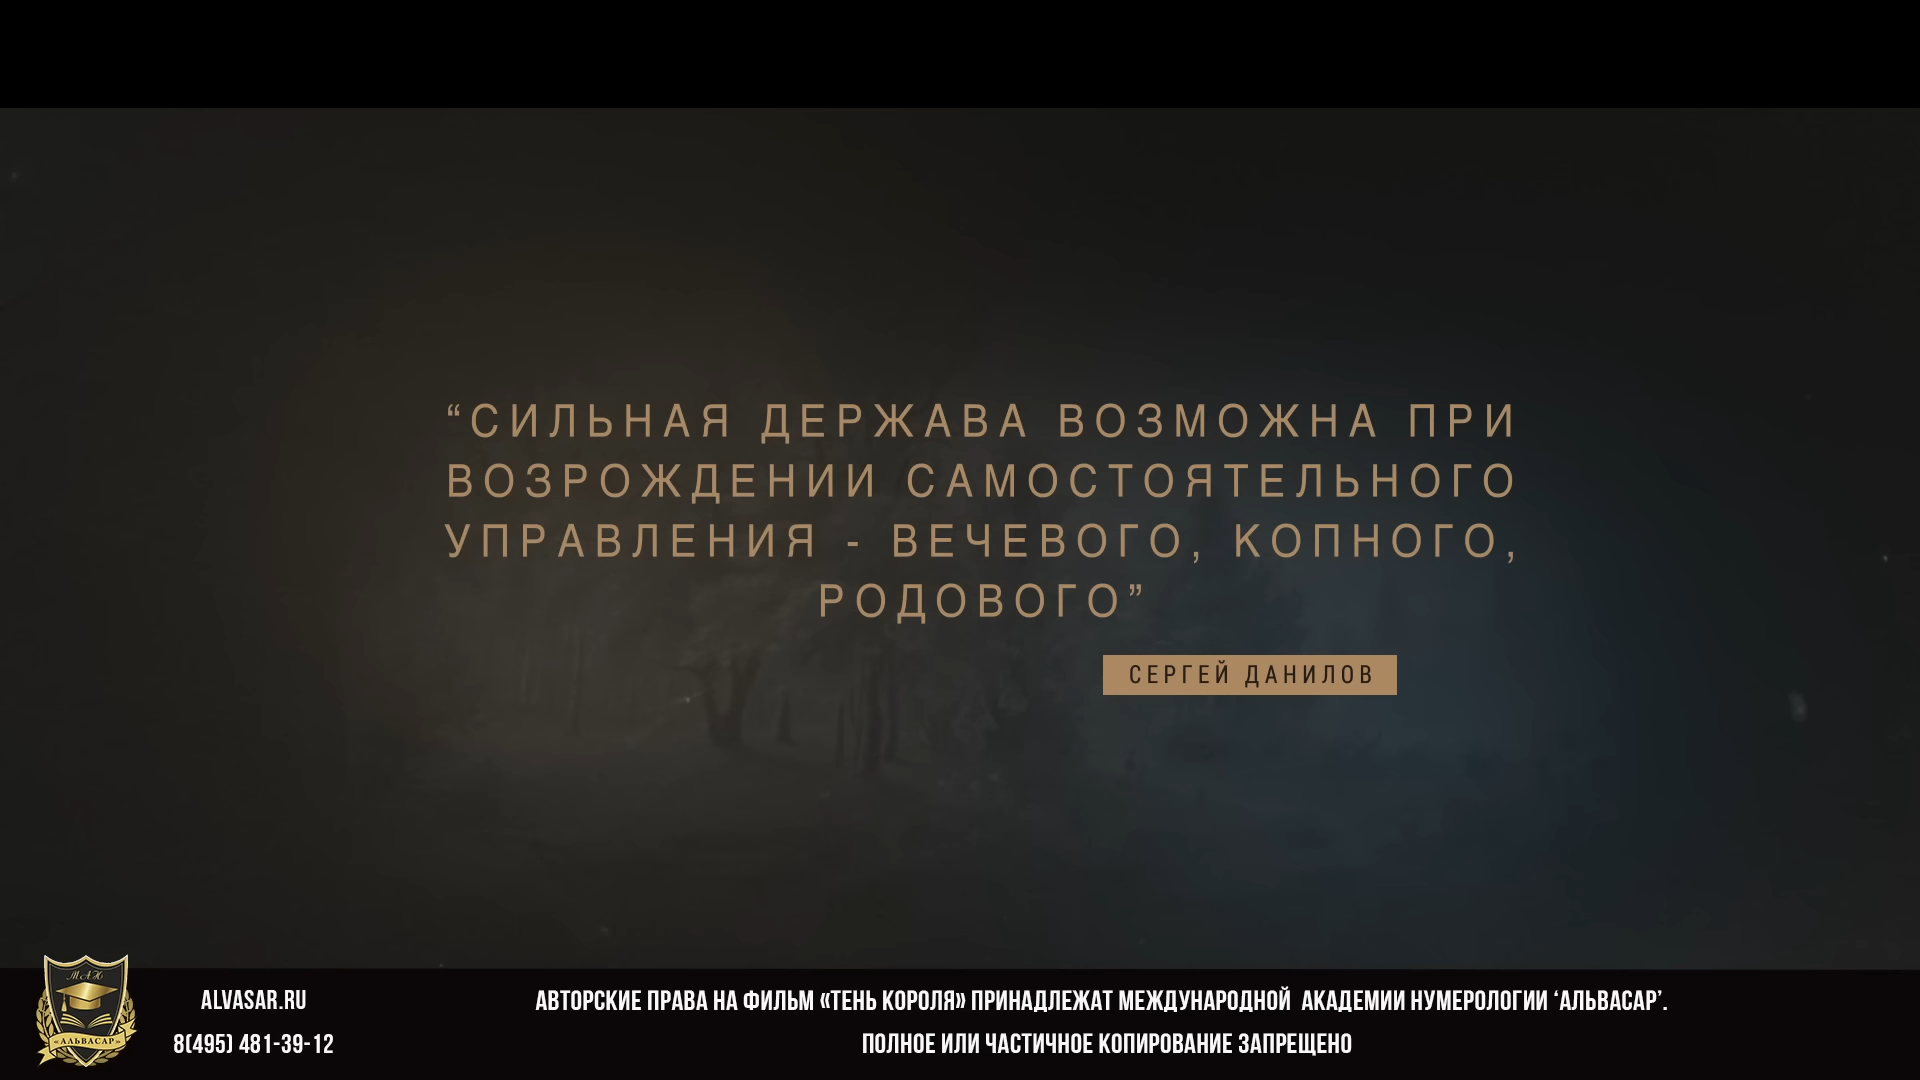 “СИЛЬНАЯ ДЕРЖАВА ВОЗМОЖНА ПРИ
ВОЗРОЖДЕНИИ САМОСТОЯТЕЛЬНОГО
УПРАВЛЕНИЯ - ВЕЧЕВОГО, КОПНОГО,
РОДОВОГО”
СЕРГЕЙ ДАНИЛОВ
МАН
«АЛЬВАСАР»
ALVASAR.RU
8(495) 481-39-12
АВТОРСКИЕ ПРАВА НА ФИЛЬМ «ТЕНЬ КОРОЛЯ» ПРИНАДЛЕЖАТ МЕЖДУНАРОДНОЙ АКАДЕМИИ НУМЕРОЛОГИИ ‘АЛЬВАСАР’.
ПОЛНОЕ ИЛИ ЧАСТИЧНОЕ КОПИРОВАНИЕ ЗАПРЕЩЕНО